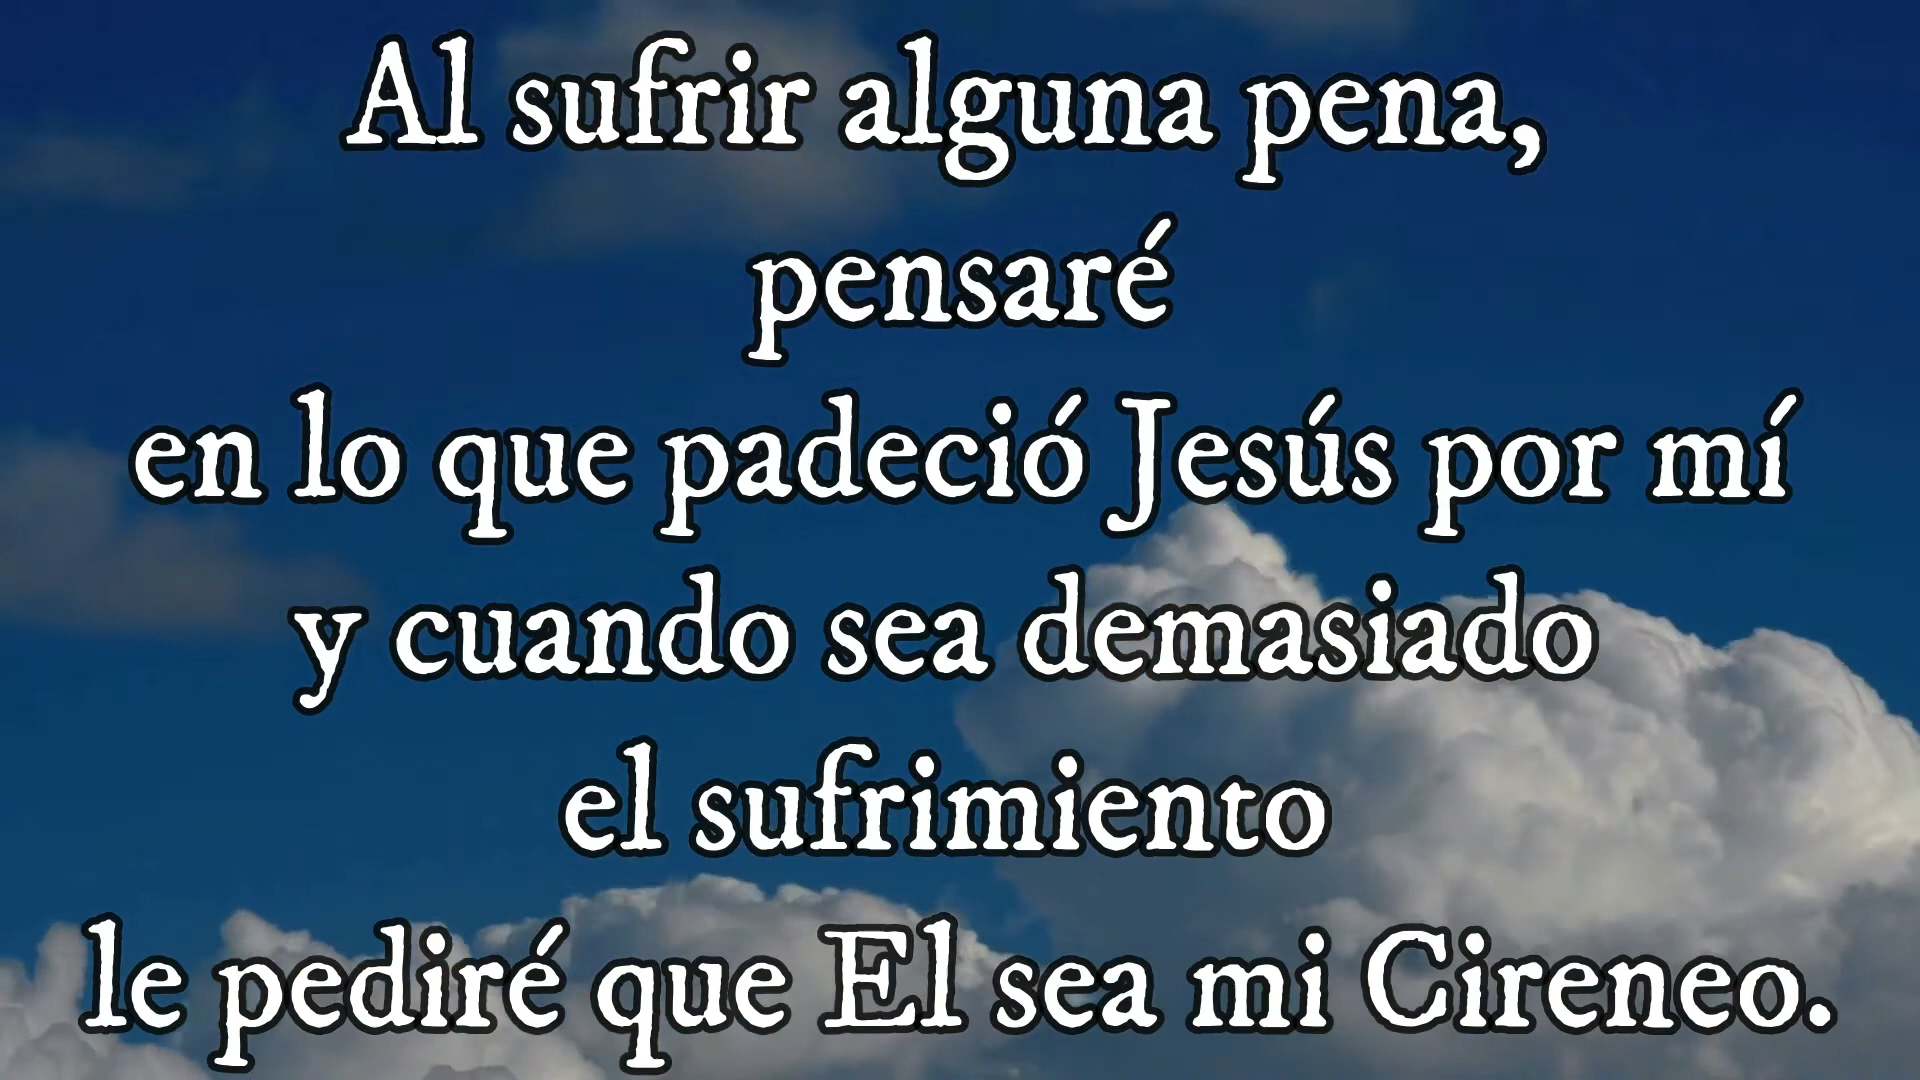 Al sufrir alguna pena,
pensaré
en lo que padeció Jesús por mí
y cuando sea demasiado
el sufrimiento
le pediré que El sea mi Cireneo.